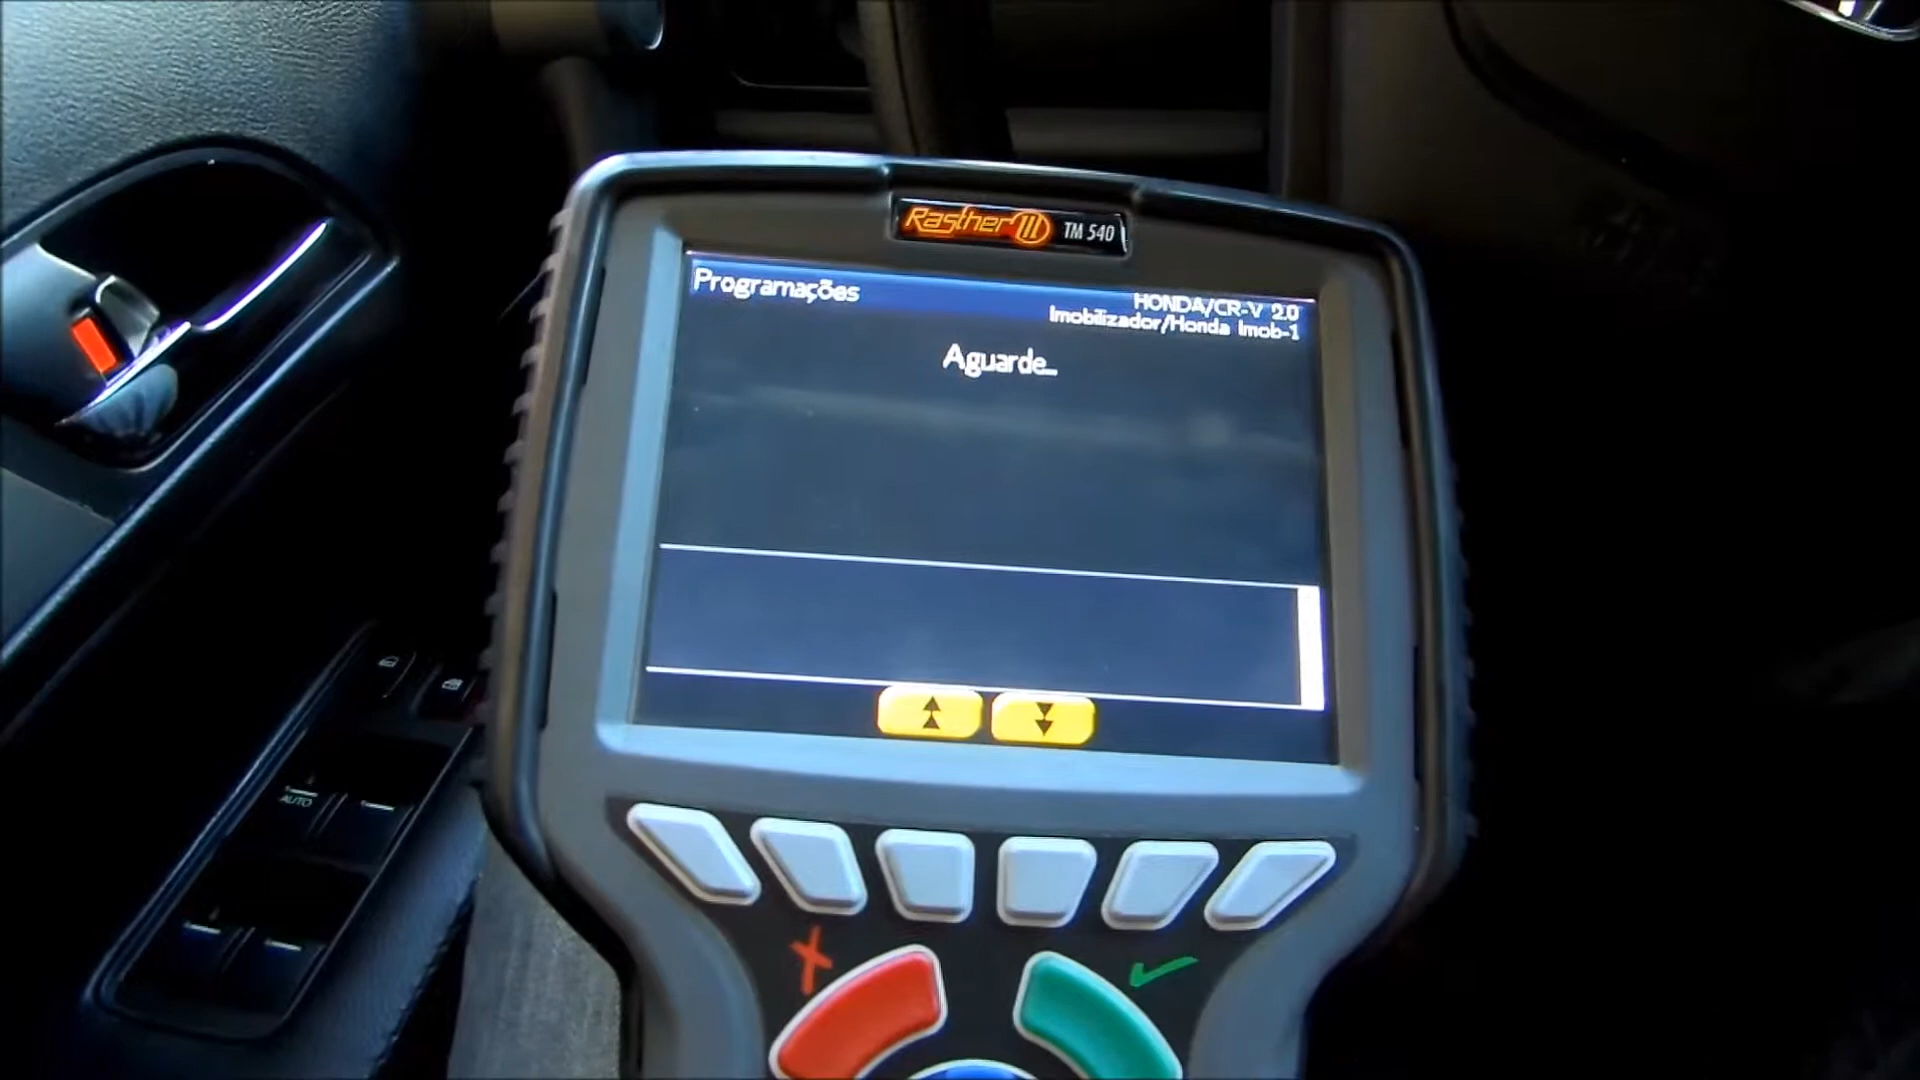 Rasther III TM 540
Programações
HONDA/CR-V 2.0
Imobilizador/Honda Imob-1
Aguarde...
AUTO